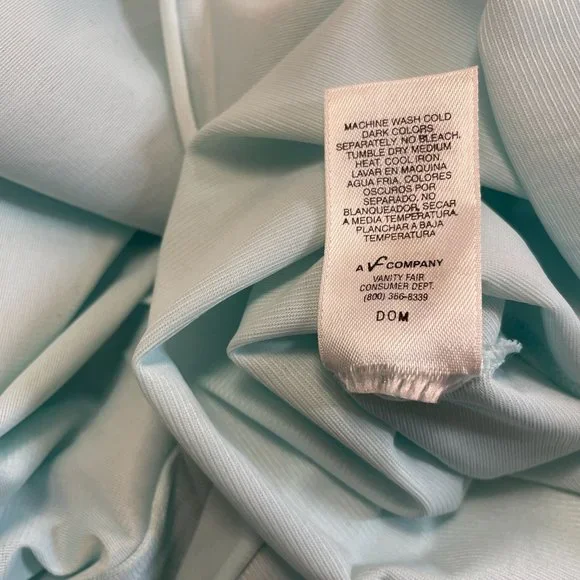 MACHINE WASH COLD
DARK COLORS
SEPARATELY. NO BLEACH.
TUMBLE DRY MEDIUM
HEAT. COOL IRON.
LAVAR EN MAQUINA
AGUA FRIA, COLORES
OSCUROS POR
SEPARADO, NO
BLANQUEADOR, SECAR
A MEDIA TEMPERATURA,
PLANCHAR A BAJA
TEMPERATURA
A VF COMPANY
VANITY FAIR
CONSUMER DEPT.
(800) 366-8339
DOM